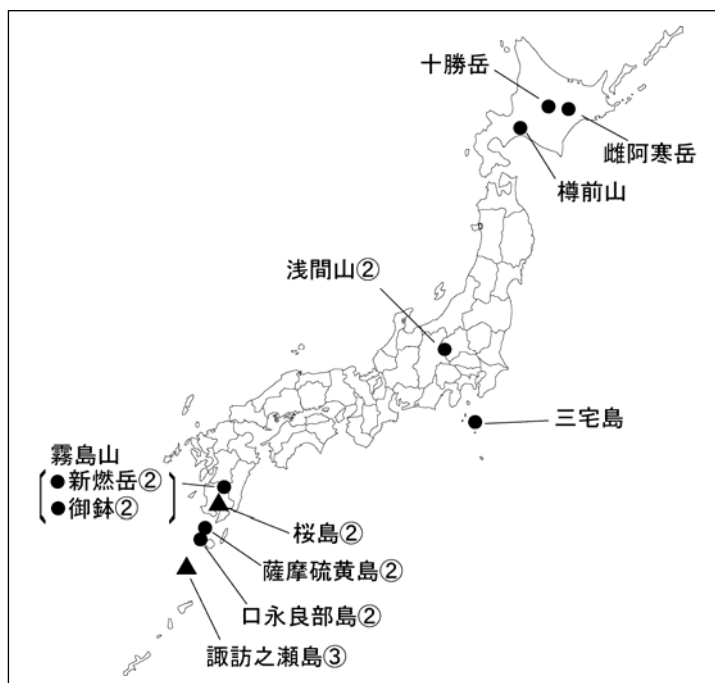 十勝岳
雌阿寒岳
樽前山
浅間山②
三宅島
霧島山
●新燃岳②
●御鉢②
桜島②
薩摩硫黄島②
口永良部島②
諏訪之瀬島③